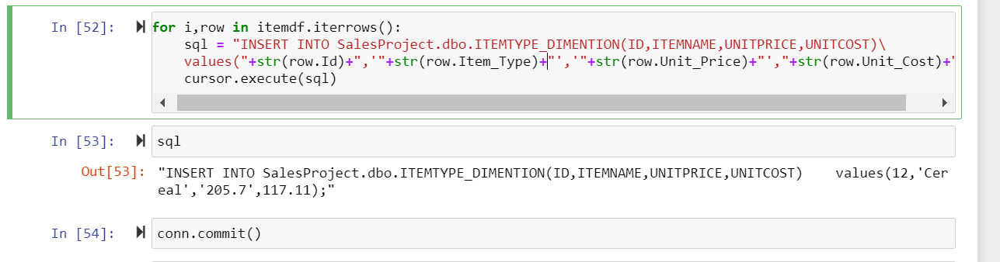 In [52]:
for i,row in itemdf.iterrows():
    sql = "INSERT INTO SalesProject.dbo.ITEMTYPE_DIMENTION(ID,ITEMNAME,UNITPRICE,UNITCOST)\
    values("+str(row.Id)+",'"+str(row.Item_Type)+"','"+str(row.Unit_Price)+"',"+str(row.Unit_Cost)+"
    cursor.execute(sql)
In [53]:
sql
Out[53]:
"INSERT INTO SalesProject.dbo.ITEMTYPE_DIMENTION(ID,ITEMNAME,UNITPRICE,UNITCOST)    values(12,'Cer
eal','205.7',117.11);"
In [54]:
conn.commit()